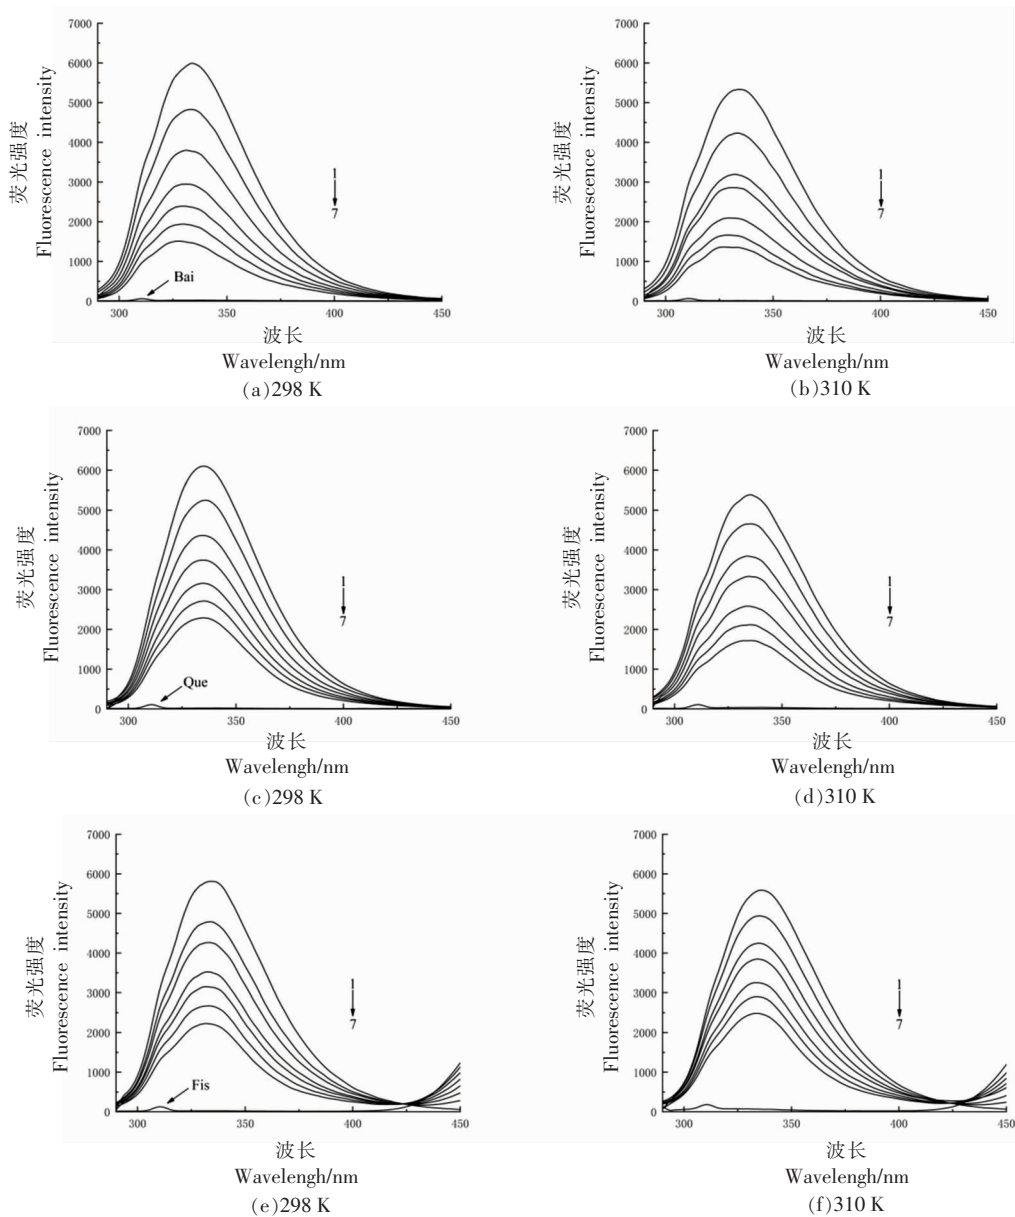 7000
6000
5000
4000
3000
2000
1000
0
荧光强度
Fluorescence intensity
1
7
Bai
300 350 400 450
波长
Wavelengh/nm
(a)298 K
7000
6000
5000
4000
3000
2000
1000
0
荧光强度
Fluorescence intensity
1
7
300 350 400 450
波长
Wavelengh/nm
(b)310 K
7000
6000
5000
4000
3000
2000
1000
0
荧光强度
Fluorescence intensity
1
7
Que
300 350 400 450
波长
Wavelengh/nm
(c)298 K
7000
6000
5000
4000
3000
2000
1000
0
荧光强度
Fluorescence intensity
1
7
300 350 400 450
波长
Wavelengh/nm
(d)310 K
7000
6000
5000
4000
3000
2000
1000
0
荧光强度
Fluorescence intensity
1
7
Fis
300 350 400 450
波长
Wavelengh/nm
(e)298 K
7000
6000
5000
4000
3000
2000
1000
0
荧光强度
Fluorescence intensity
1
7
300 350 400 450
波长
Wavelengh/nm
(f)310 K